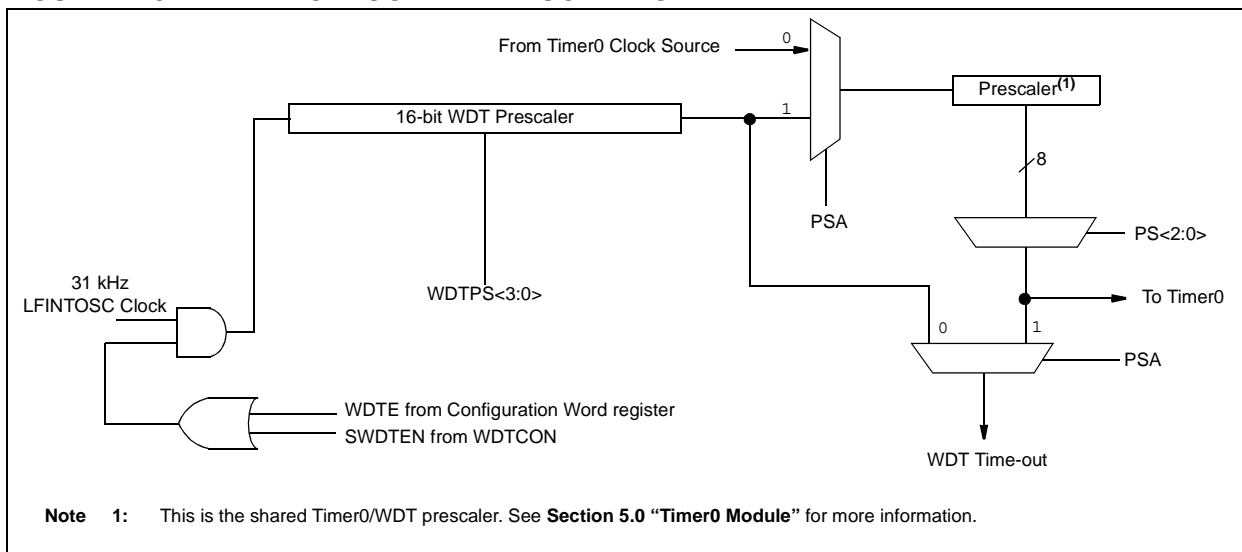 From Timer0 Clock Source
0
1
16-bit WDT Prescaler
Prescaler(1)
8
PSA
PS<2:0>
31 kHz
LFINTOSC Clock
WDTPS<3:0>
To Timer0
0
1
PSA
WDTE from Configuration Word register
SWDTEN from WDTCON
WDT Time-out
Note 1: This is the shared Timer0/WDT prescaler. See Section 5.0 “Timer0 Module” for more information.